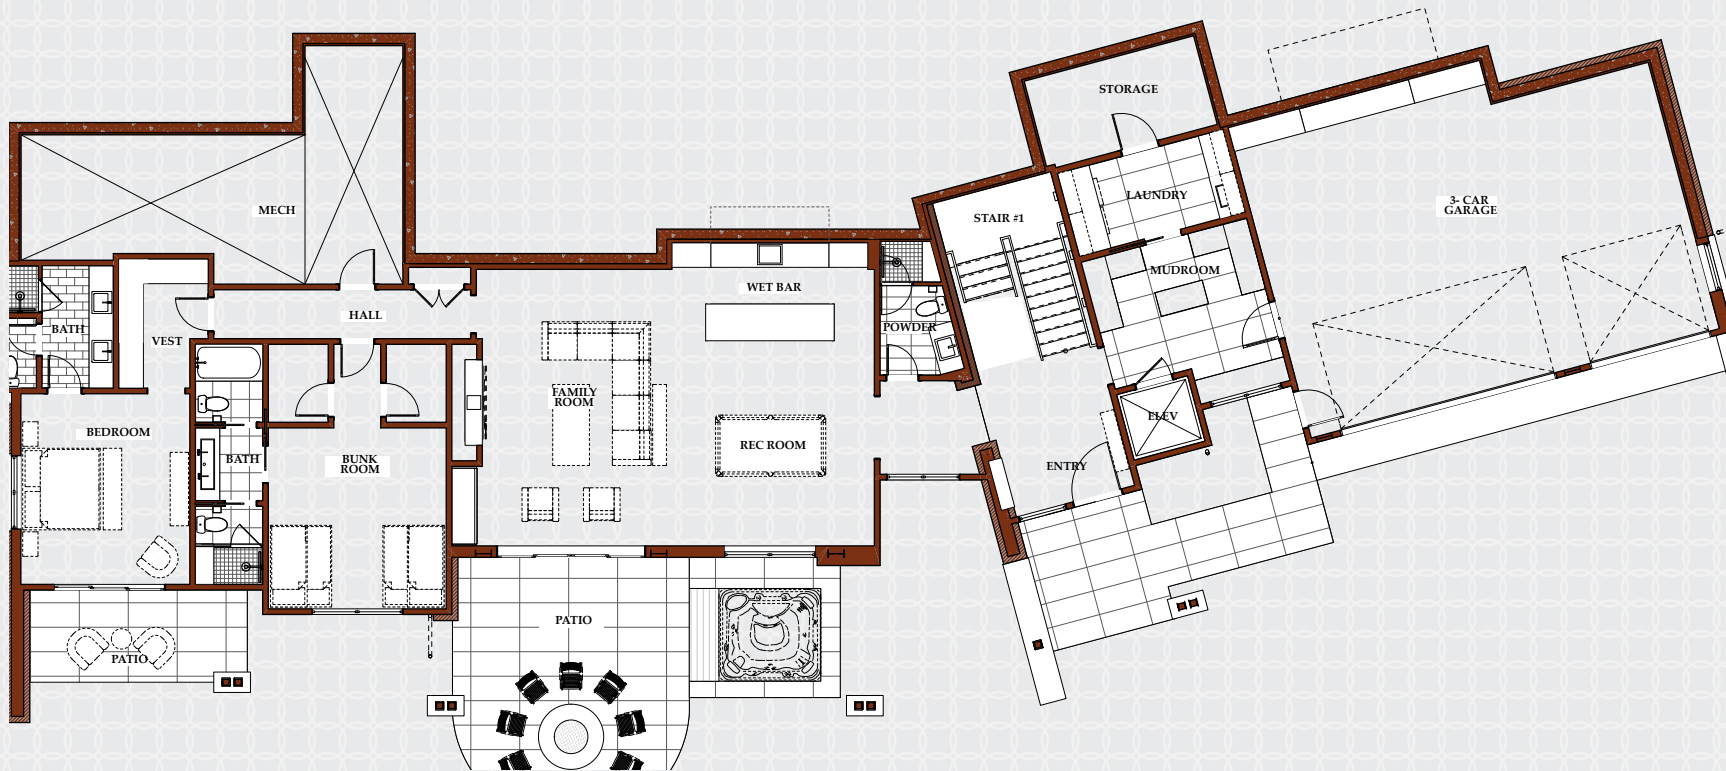 STORAGE
LAUNDRY
3- CAR
GARAGE
MECH
STAIR #1
MUDROOM
WET BAR
HALL
POWDER
BATH
VEST
FAMILY
ROOM
ELEV
BEDROOM
REC ROOM
BATH
BUNK
ROOM
ENTRY
PATIO
PATIO